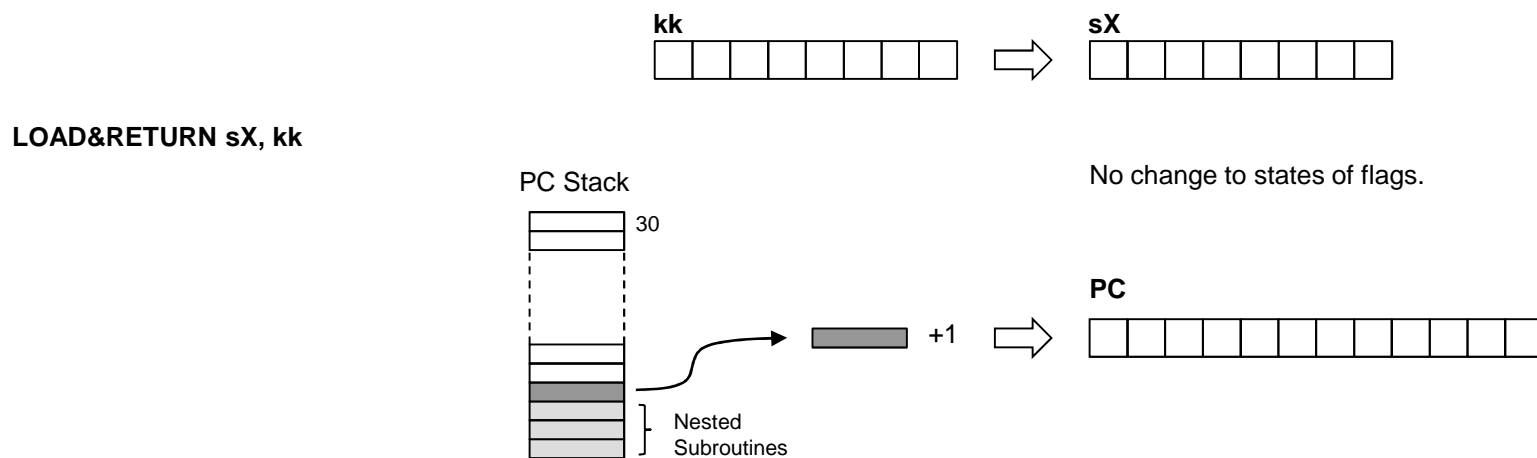 kk
sX
LOAD&RETURN sX, kk
No change to states of flags.
PC Stack
30
PC
+1
Nested
Subroutines